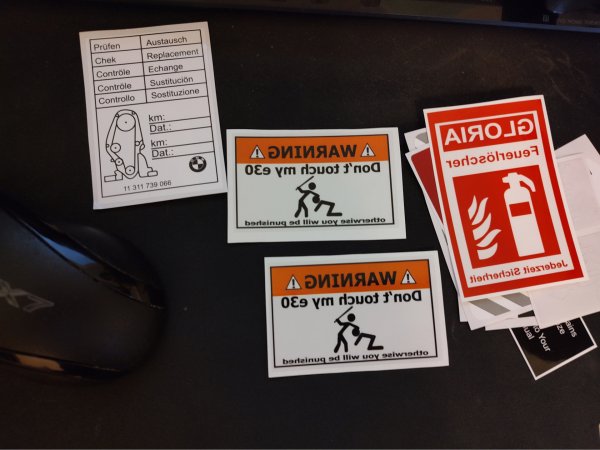 Prüfen Austausch
Chek Replacement
Contrôle Echange
Contrôle Sustitución
Controllo Sostituzione
km:
Dat.:
km:
Dat.:
11 311 739 066
WARNING
Don't touch my e30
otherwise you will be punished
WARNING
Don't touch my e30
otherwise you will be punished
GLORIA
Feuerlöscher
Jederzeit Sicherheit